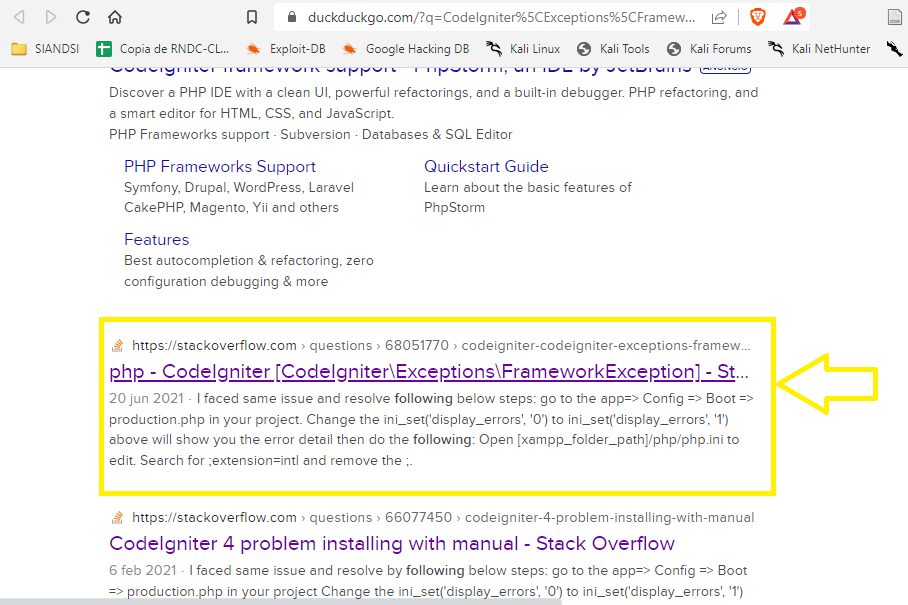 duckduckgo.com/?q=CodeIgniter%5CExceptions%5CFramew...
5
SIANDSI
Copia de RNDC-CL...
Exploit-DB
Google Hacking DB
Kali Linux
Kali Tools
Kali Forums
Kali NetHunter
CodeIgniter framework support - PhpStorm, an IDE by JetBrains ANUNCIO
Discover a PHP IDE with a clean UI, powerful refactorings, and a built-in debugger. PHP refactoring, and
a smart editor for HTML, CSS, and JavaScript.
PHP Frameworks support · Subversion · Databases & SQL Editor
PHP Frameworks Support
Symfony, Drupal, WordPress, Laravel
CakePHP, Magento, Yii and others
Quickstart Guide
Learn about the basic features of
PhpStorm
Features
Best autocompletion & refactoring, zero
configuration debugging & more
https://stackoverflow.com › questions › 68051770 › codeigniter-codeigniter-exceptions-framew...
php - CodeIgniter [CodeIgniter\Exceptions\FrameworkException] - St...
20 jun 2021 · I faced same issue and resolve following below steps: go to the app=> Config => Boot =>
production.php in your project. Change the ini_set('display_errors', '0') to ini_set('display_errors', '1')
above will show you the error detail then do the following: Open [xampp_folder_path]/php/php.ini to
edit. Search for ;extension=intl and remove the ;.
https://stackoverflow.com › questions › 66077450 › codeigniter-4-problem-installing-with-manual
CodeIgniter 4 problem installing with manual - Stack Overflow
6 feb 2021 · I faced same issue and resolve by following below steps: go to the app=> Config => Boot
=> production.php in your project Change the ini_set('display_errors', '0') to ini_set('display_errors', '1')